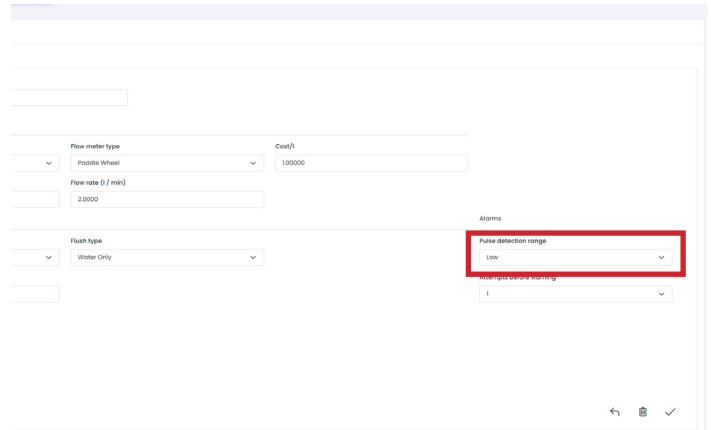 Flow meter type
Cost/l
Paddle Wheel
1.00000
Flow rate (l / min)
2.0000
Alarms
Flush type
Pulse detection range
Water Only
Low
Attempts before warning
1